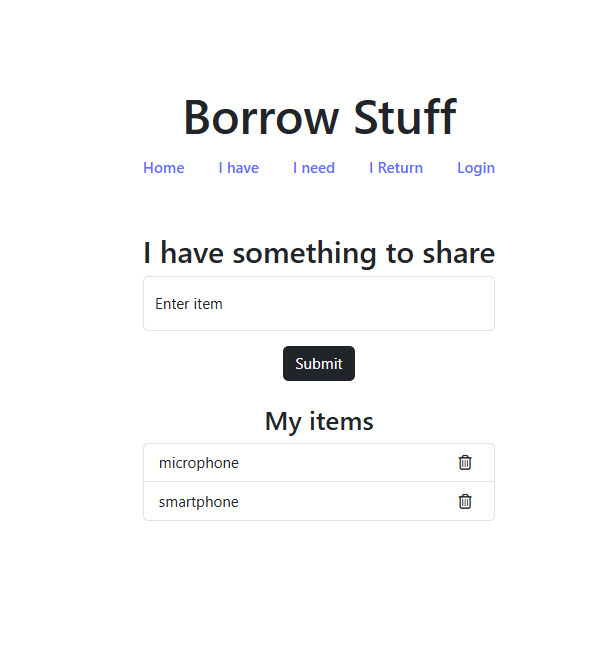 Borrow Stuff
Home I have I need I Return Login
I have something to share
Enter item
Submit
My items
microphone
smartphone